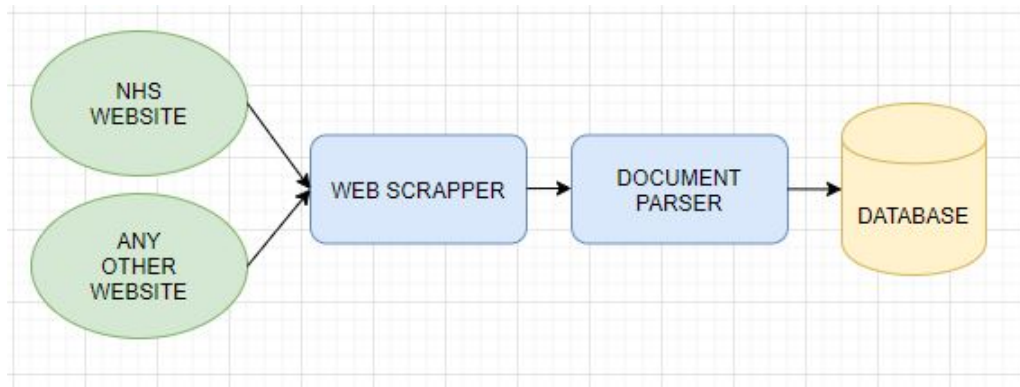 NHS
WEBSITE
ANY
OTHER
WEBSITE
WEB SCRAPPER
DOCUMENT
PARSER
DATABASE